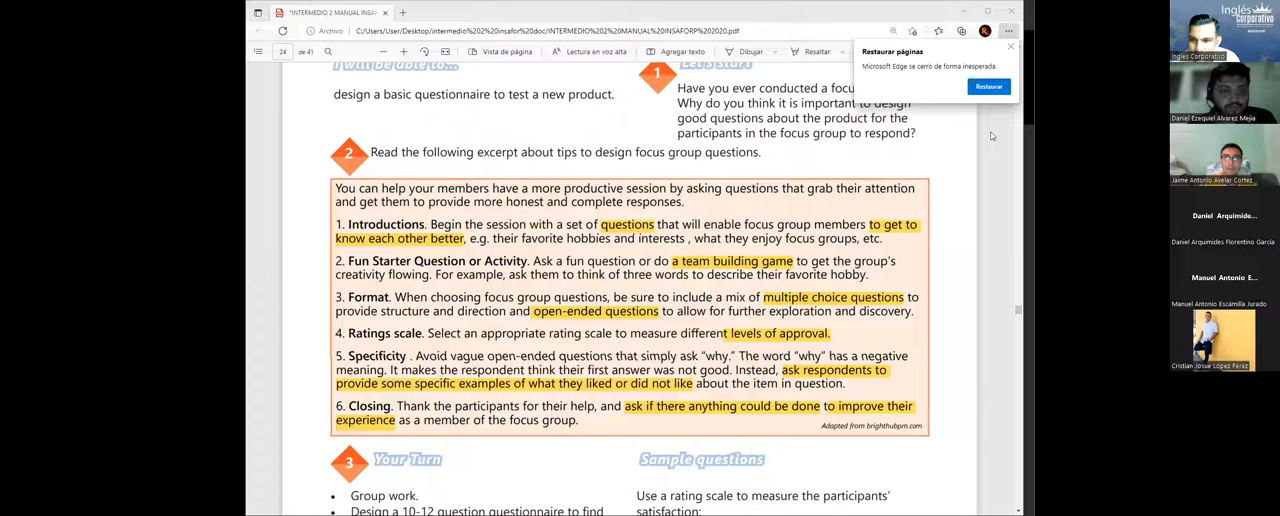 *INTERMEDIO 2 MANUAL INSAF
Archivo
C:/Users/User/Desktop/intermedio%202%20insafor%20doc/INTERMEDIO%202%20MANUAL%20INSAFORP%202020.pdf
24 de 41
Vista de página
Lectura en voz alta
Agregar texto
Dibujar
Resaltar
Restaurar páginas
Microsoft Edge se cerró de forma inesperada.
Restaurar
I will be able to...
design a basic questionnaire to test a new product.
1 Let's start
Have you ever conducted a focu
Why do you think it is important to design
good questions about the product for the
participants in the focus group to respond?
2 Read the following excerpt about tips to design focus group questions.
You can help your members have a more productive session by asking questions that grab their attention
and get them to provide more honest and complete responses.
1. Introductions. Begin the session with a set of questions that will enable focus group members to get to
know each other better, e.g. their favorite hobbies and interests , what they enjoy focus groups, etc.
2. Fun Starter Question or Activity. Ask a fun question or do a team building game to get the group's
creativity flowing. For example, ask them to think of three words to describe their favorite hobby.
3. Format. When choosing focus group questions, be sure to include a mix of multiple choice questions to
provide structure and direction and open-ended questions to allow for further exploration and discovery.
4. Ratings scale. Select an appropriate rating scale to measure different levels of approval.
5. Specificity . Avoid vague open-ended questions that simply ask “why.” The word “why” has a negative
meaning. It makes the respondent think their first answer was not good. Instead, ask respondents to
provide some specific examples of what they liked or did not like about the item in question.
6. Closing. Thank the participants for their help, and ask if there anything could be done to improve their
experience as a member of the focus group.
Adapted from brighthubpm.com
3 Your Turn
• Group work.
• Design a 10-12 question questionnaire to find
Sample questions
Use a rating scale to measure the participants'
satisfaction:
Inglés
Corporativo
Inglés Corporativo
Daniel Ezequiel Alvarez Mejia
Jaime Antonio Avelar Cortez
Daniel Arquimide...
Daniel Arquimides Florentino García
Manuel Antonio E...
Manuel Antonio Escamilla Jurado
Cristian Josue López Pérez